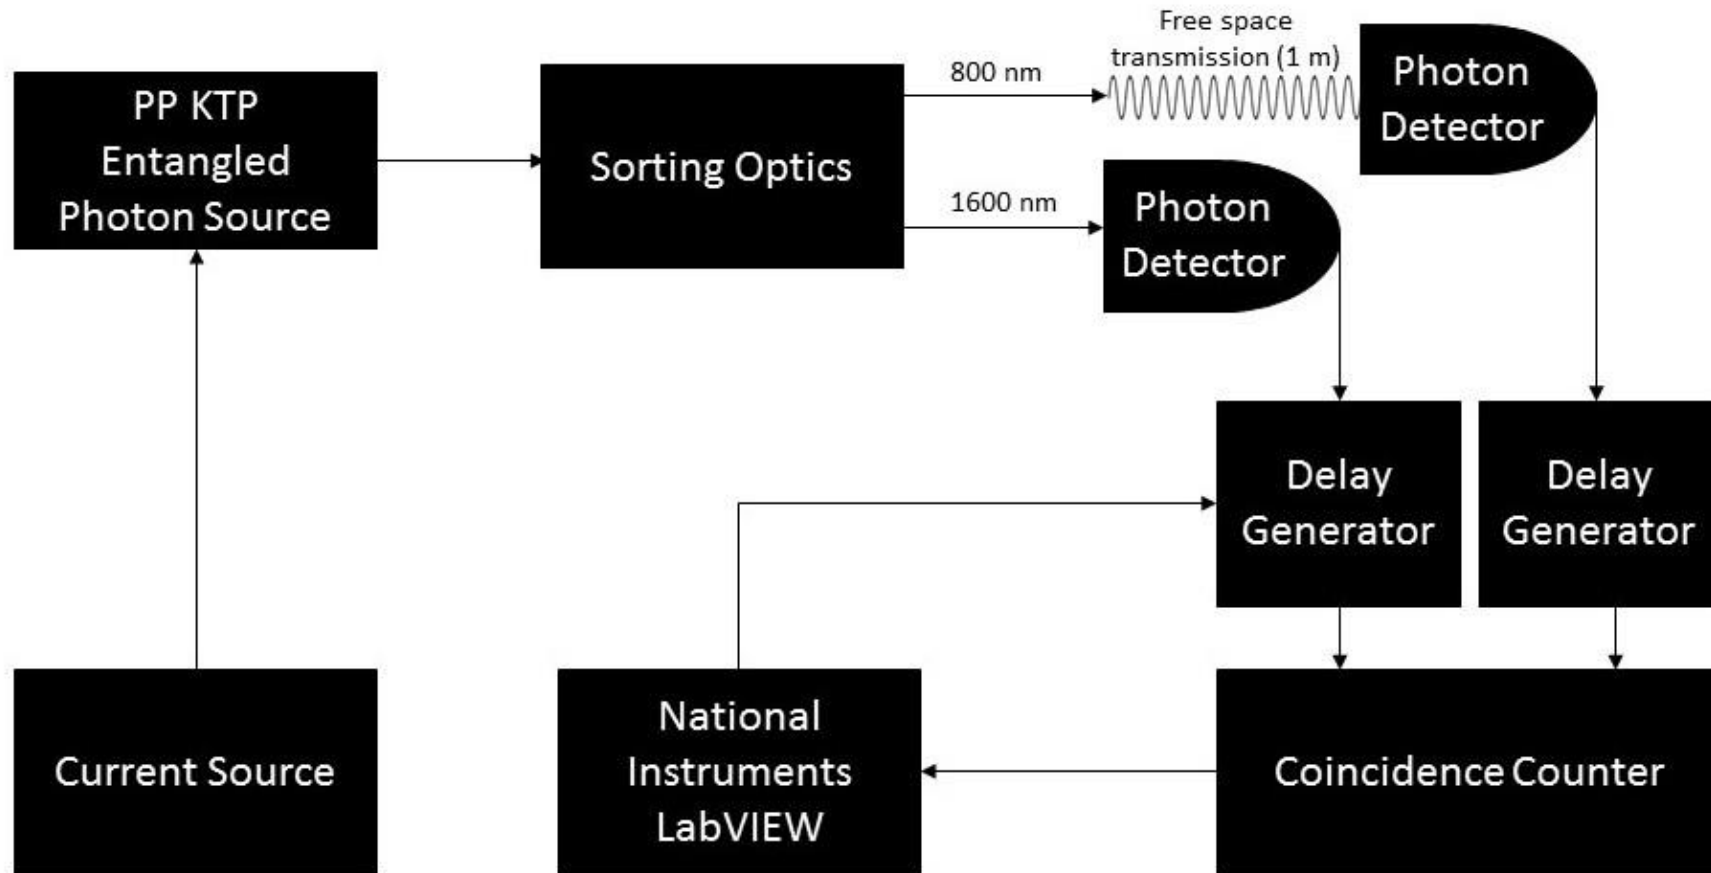 PP KTP
Entangled
Photon Source
Sorting Optics
800 nm
1600 nm
Free space
transmission (1 m)
Photon
Detector
Photon
Detector
Delay
Generator
Delay
Generator
Current Source
National
Instruments
LabVIEW
Coincidence Counter